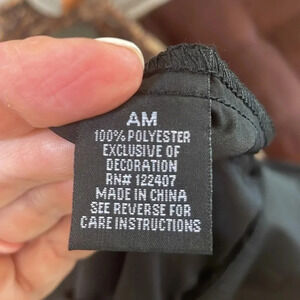 AM
100% POLYESTER
EXCLUSIVE OF
DECORATION
RN# 122407
MADE IN CHINA
SEE REVERSE FOR
CARE INSTRUCTIONS